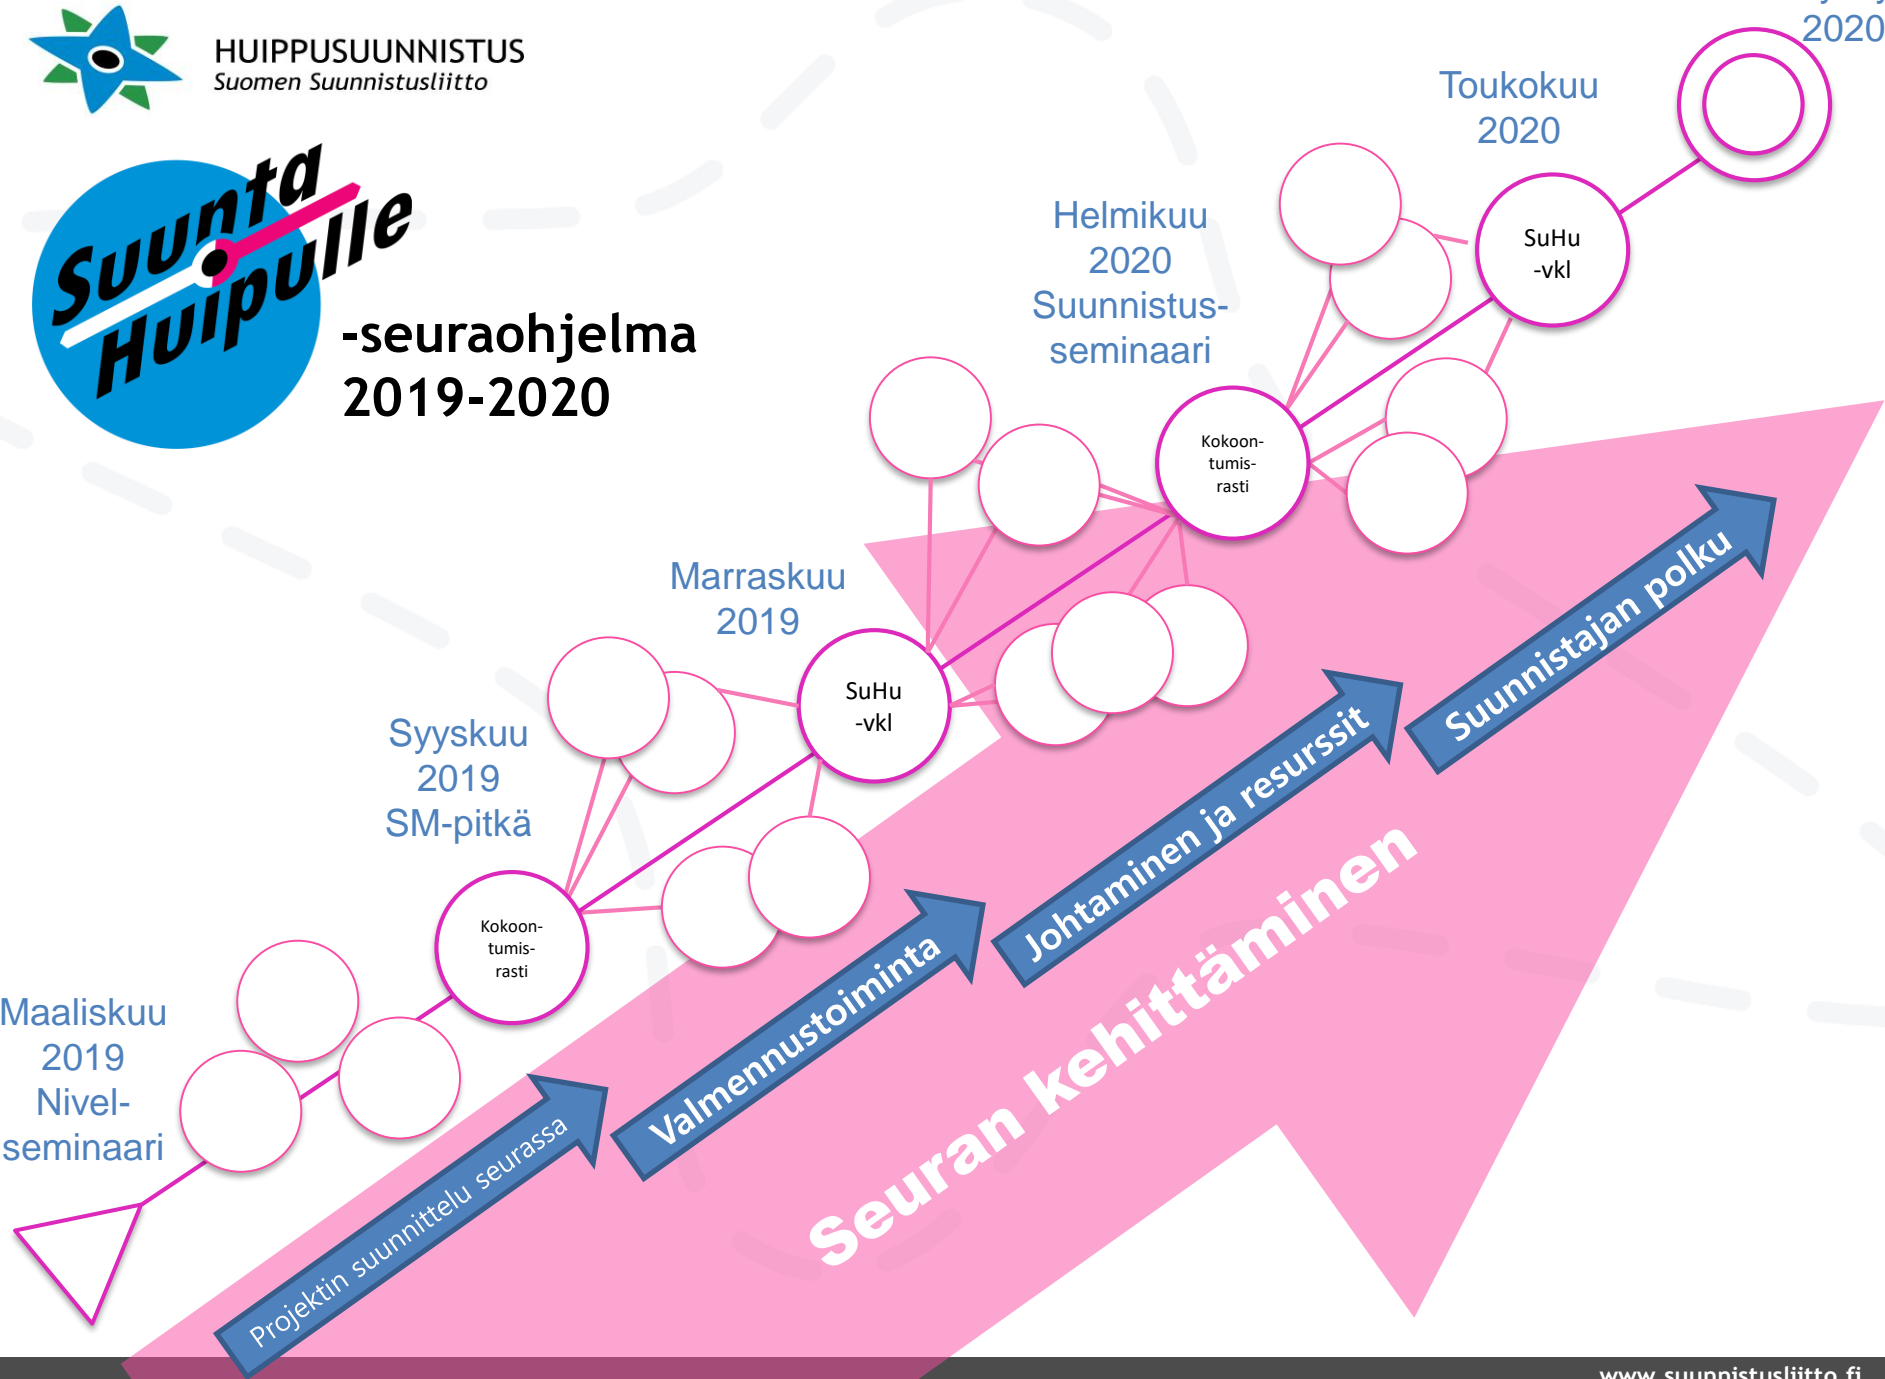 HUIPPUSUUNNISTUS
Suomen Suunnistusliitto
Suunta
Huipulle
-seuraohjelma
2019-2020
2020
Toukokuu
2020
SuHu
-vkl
Helmikuu
2020
Suunnistus-
seminaari
Kokoon-
tumis-
rasti
Marraskuu
2019
SuHu
-vkl
Syyskuu
2019
SM-pitkä
Kokoon-
tumis-
rasti
Maaliskuu
2019
Nivel-
seminaari
Projektin suunnittelu seurassa
Valmennustoiminta
Johtaminen ja resurssit
Suunnistajan polku
Seuran kehittäminen
www.suunnistusliitto.fi